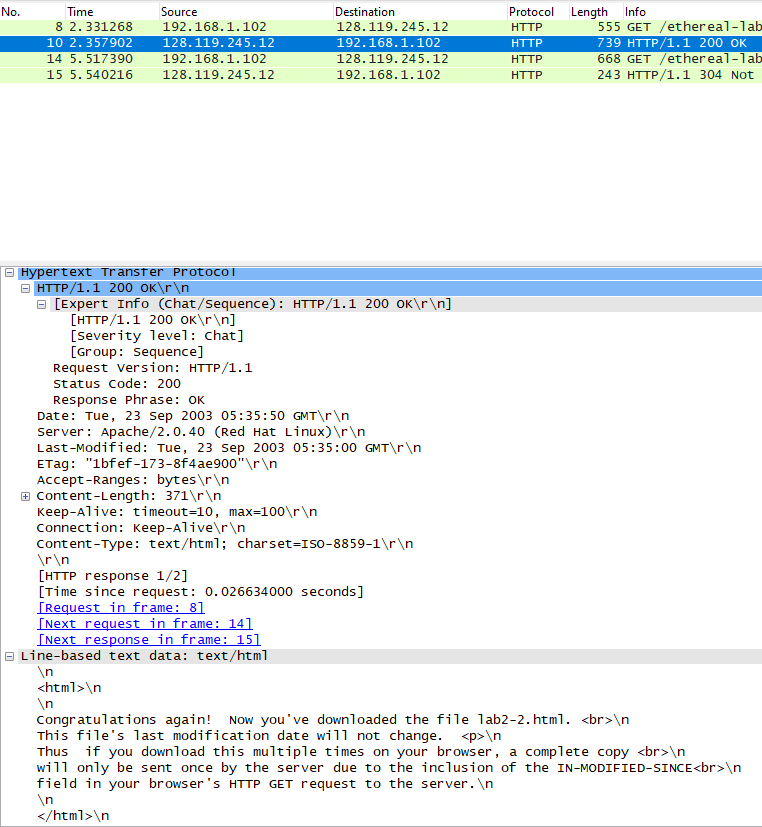 No. Time Source Destination Protocol Length Info
8 2.331268 192.168.1.102 128.119.245.12 HTTP 555 GET /ethereal-lab
10 2.357902 128.119.245.12 192.168.1.102 HTTP 739 HTTP/1.1 200 OK
14 5.517390 192.168.1.102 128.119.245.12 HTTP 668 GET /ethereal-lab
15 5.540216 128.119.245.12 192.168.1.102 HTTP 243 HTTP/1.1 304 Not
Hypertext Transfer Protocol
HTTP/1.1 200 OK\r\n
[Expert Info (Chat/Sequence): HTTP/1.1 200 OK\r\n]
[HTTP/1.1 200 OK\r\n]
[Severity level: Chat]
[Group: Sequence]
Request Version: HTTP/1.1
Status Code: 200
Response Phrase: OK
Date: Tue, 23 Sep 2003 05:35:50 GMT\r\n
Server: Apache/2.0.40 (Red Hat Linux)\r\n
Last-Modified: Tue, 23 Sep 2003 05:35:00 GMT\r\n
ETag: "1bfef-173-8f4ae900"\r\n
Accept-Ranges: bytes\r\n
Content-Length: 371\r\n
Keep-Alive: timeout=10, max=100\r\n
Connection: Keep-Alive\r\n
Content-Type: text/html; charset=ISO-8859-1\r\n
\r\n
[HTTP response 1/2]
[Time since request: 0.026634000 seconds]
[Request in frame: 8]
[Next request in frame: 14]
[Next response in frame: 15]
Line-based text data: text/html
\n
<html>\n
\n
Congratulations again!  Now you've downloaded the file lab2-2.html. <br>\n
This file's last modification date will not change.  <p>\n
Thus  if you download this multiple times on your browser, a complete copy <br>\n
will only be sent once by the server due to the inclusion of the IN-MODIFIED-SINCE<br>\n
field in your browser's HTTP GET request to the server.\n
\n
</html>\n